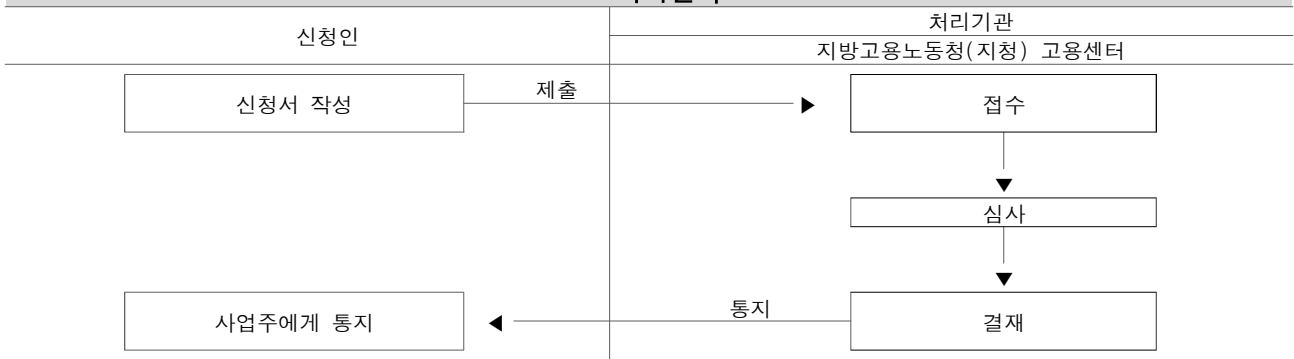 신청인
처리기관
지방고용노동청(지청) 고용센터
신청서 작성
제출
접수
심사
사업주에게 통지
통지
결재